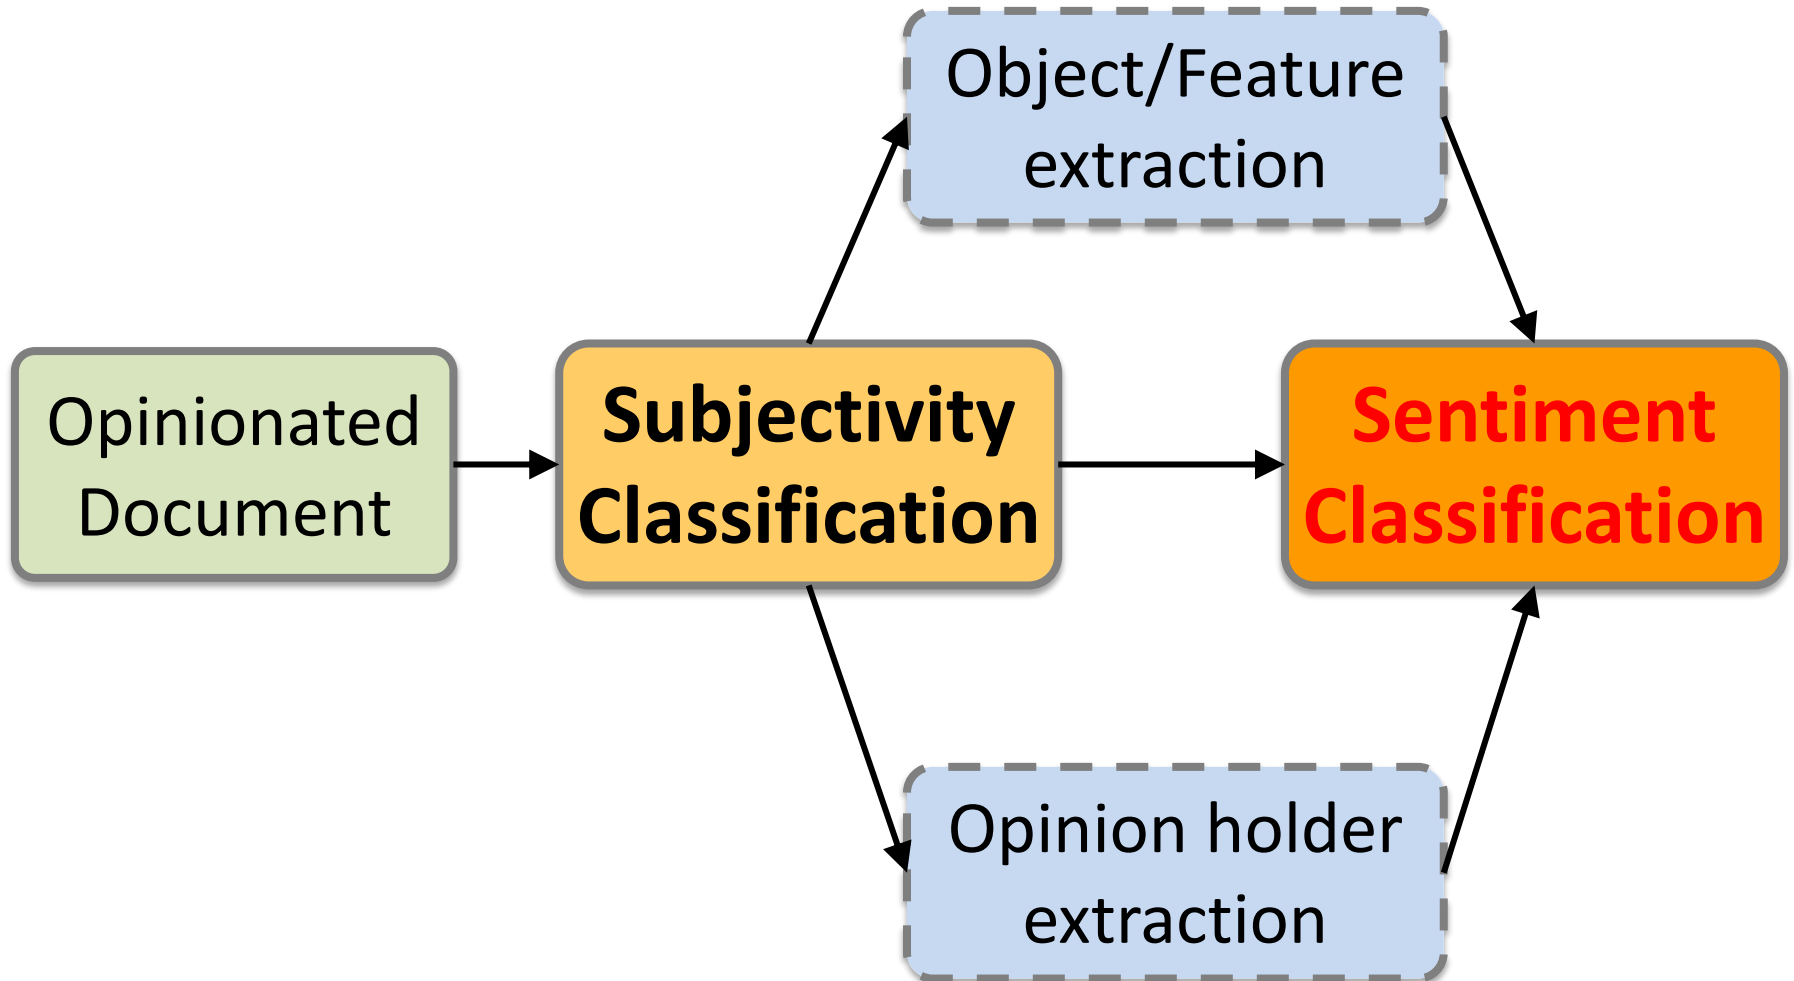 Object/Feature
extraction
Opinionated
Document
Subjectivity
Classification
Sentiment
Classification
Opinion holder
extraction